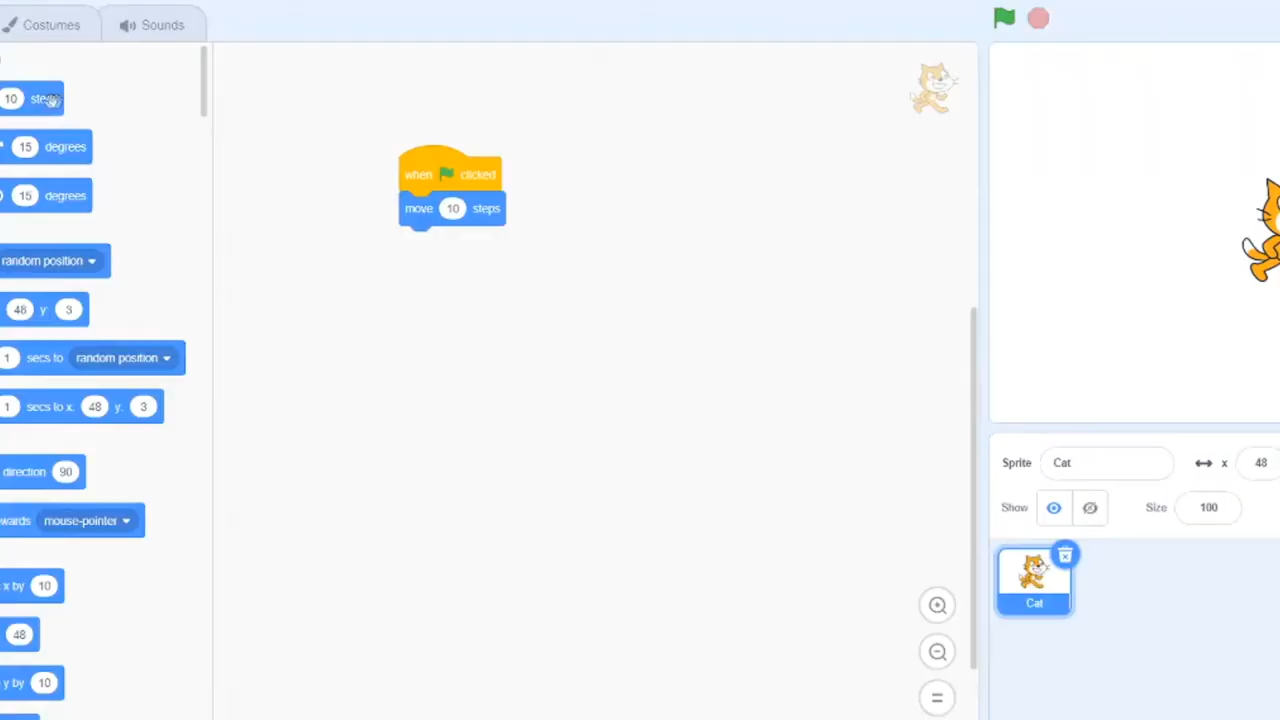 Costumes
Sounds
10 steps
15 degrees
15 degrees
random position
48 y: 3
1 secs to random position
1 secs to x: 48 y: 3
direction 90
wards mouse-pointer
x by 10
48
y by 10
when clicked
move 10 steps
Sprite Cat x 48
Show Size 100
Cat